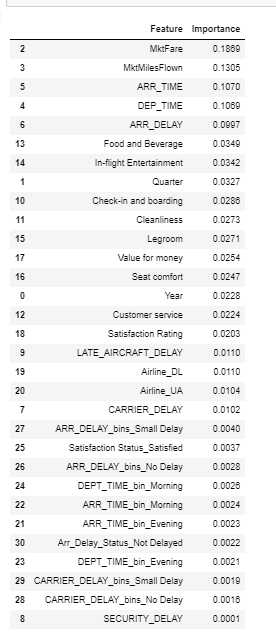 Feature Importance
2 MktFare 0.1869
3 MktMilesFlown 0.1305
5 ARR_TIME 0.1070
4 DEP_TIME 0.1069
6 ARR_DELAY 0.0997
13 Food and Beverage 0.0349
14 In-flight Entertainment 0.0342
1 Quarter 0.0327
10 Check-in and boarding 0.0286
11 Cleanliness 0.0273
15 Legroom 0.0271
17 Value for money 0.0254
16 Seat comfort 0.0247
0 Year 0.0228
12 Customer service 0.0224
18 Satisfaction Rating 0.0203
9 LATE_AIRCRAFT_DELAY 0.0110
19 Airline_DL 0.0110
20 Airline_UA 0.0104
7 CARRIER_DELAY 0.0102
27 ARR_DELAY_bins_Small Delay 0.0040
25 Satisfaction Status_Satisfied 0.0037
26 ARR_DELAY_bins_No Delay 0.0028
24 DEPT_TIME_bin_Morning 0.0026
22 ARR_TIME_bin_Morning 0.0024
21 ARR_TIME_bin_Evening 0.0023
30 Arr_Delay_Status_Not Delayed 0.0022
23 DEPT_TIME_bin_Evening 0.0021
29 CARRIER_DELAY_bins_Small Delay 0.0019
28 CARRIER_DELAY_bins_No Delay 0.0016
8 SECURITY_DELAY 0.0001